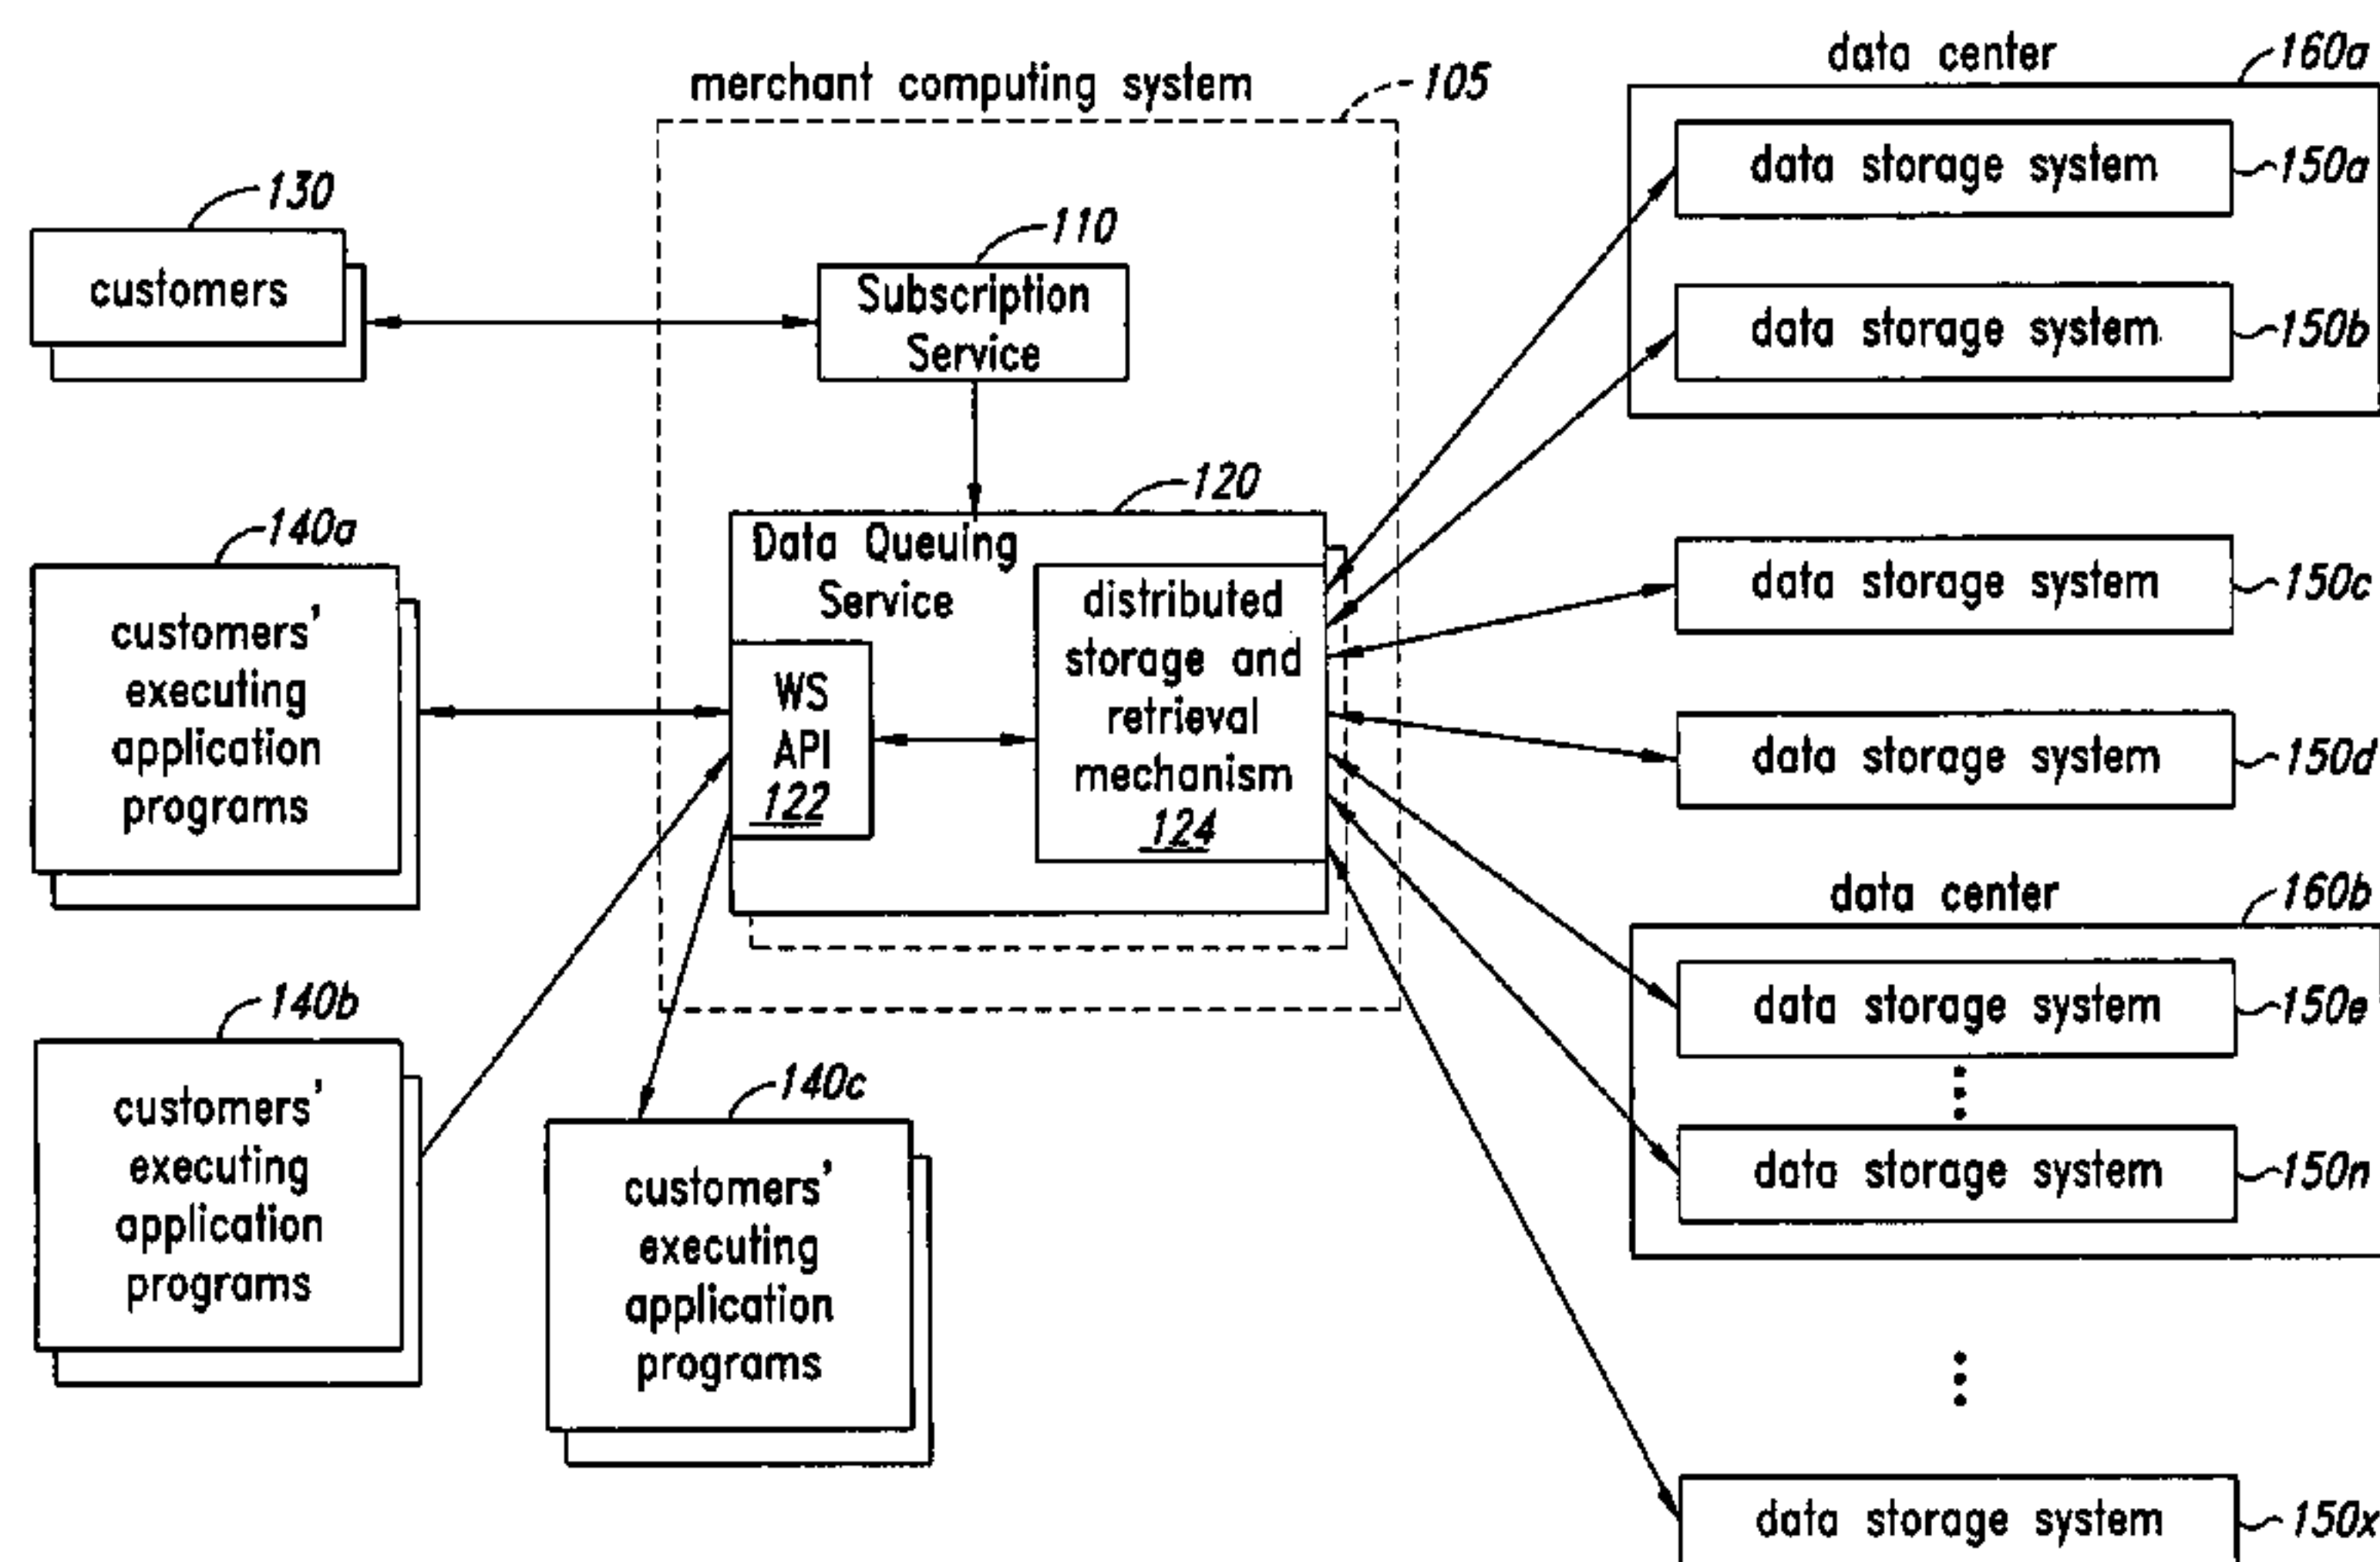 merchant computing system
105
data center
160a
data storage system
150a
data storage system
150b
130
customers
110
Subscription
Service
120
Data Queuing
Service
WS
API
122
distributed
storage and
retrieval
mechanism
124
140a
customers'
executing
application
programs
140b
customers'
executing
application
programs
140c
customers'
executing
application
programs
data storage system
150c
data storage system
150d
data center
160b
data storage system
150e
data storage system
150n
data storage system
150x